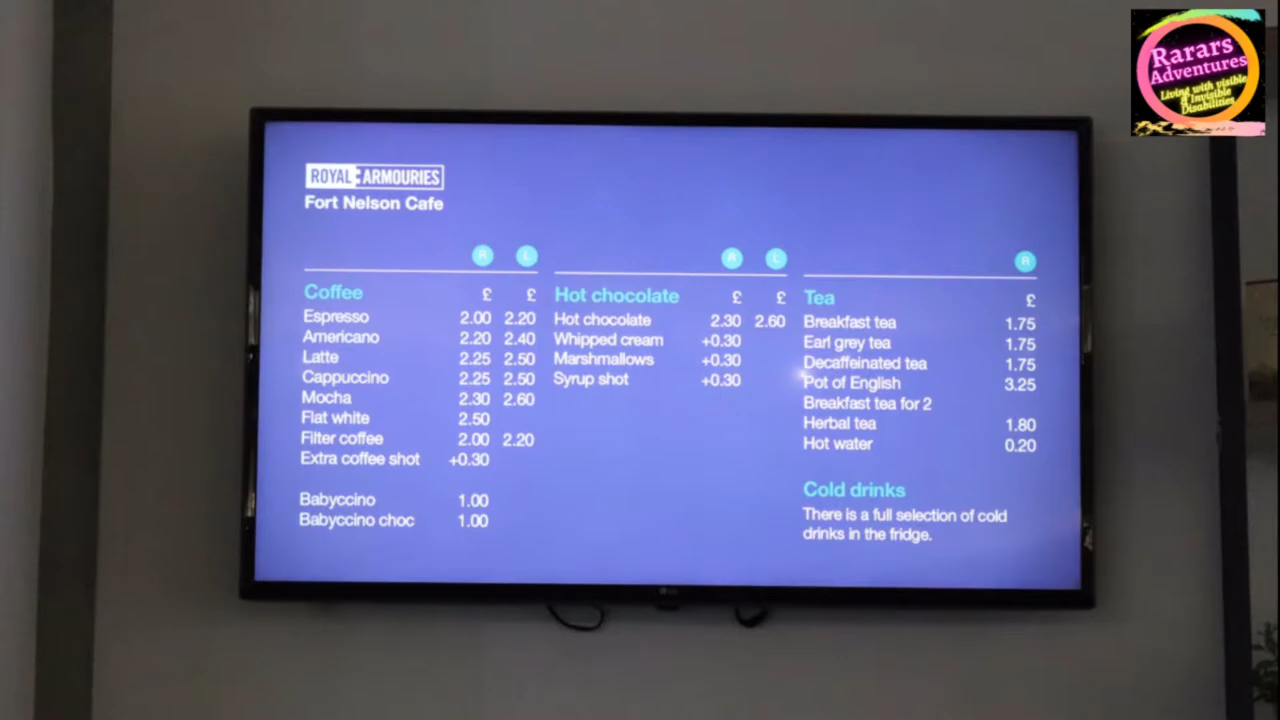 Rarars
Adventures
Living with visible
& Invisible
Disabilities
ROYAL ARMOURIES
Fort Nelson Cafe
R L
Coffee £ £
Espresso 2.00 2.20
Americano 2.20 2.40
Latte 2.25 2.50
Cappuccino 2.25 2.50
Mocha 2.30 2.60
Flat white 2.50
Filter coffee 2.00 2.20
Extra coffee shot +0.30
Babyccino 1.00
Babyccino choc 1.00
R L
Hot chocolate £ £
Hot chocolate 2.30 2.60
Whipped cream +0.30
Marshmallows +0.30
Syrup shot +0.30
R
Tea £
Breakfast tea 1.75
Earl grey tea 1.75
Decaffeinated tea 1.75
Pot of English 3.25
Breakfast tea for 2
Herbal tea 1.80
Hot water 0.20
Cold drinks
There is a full selection of cold
drinks in the fridge.
LG